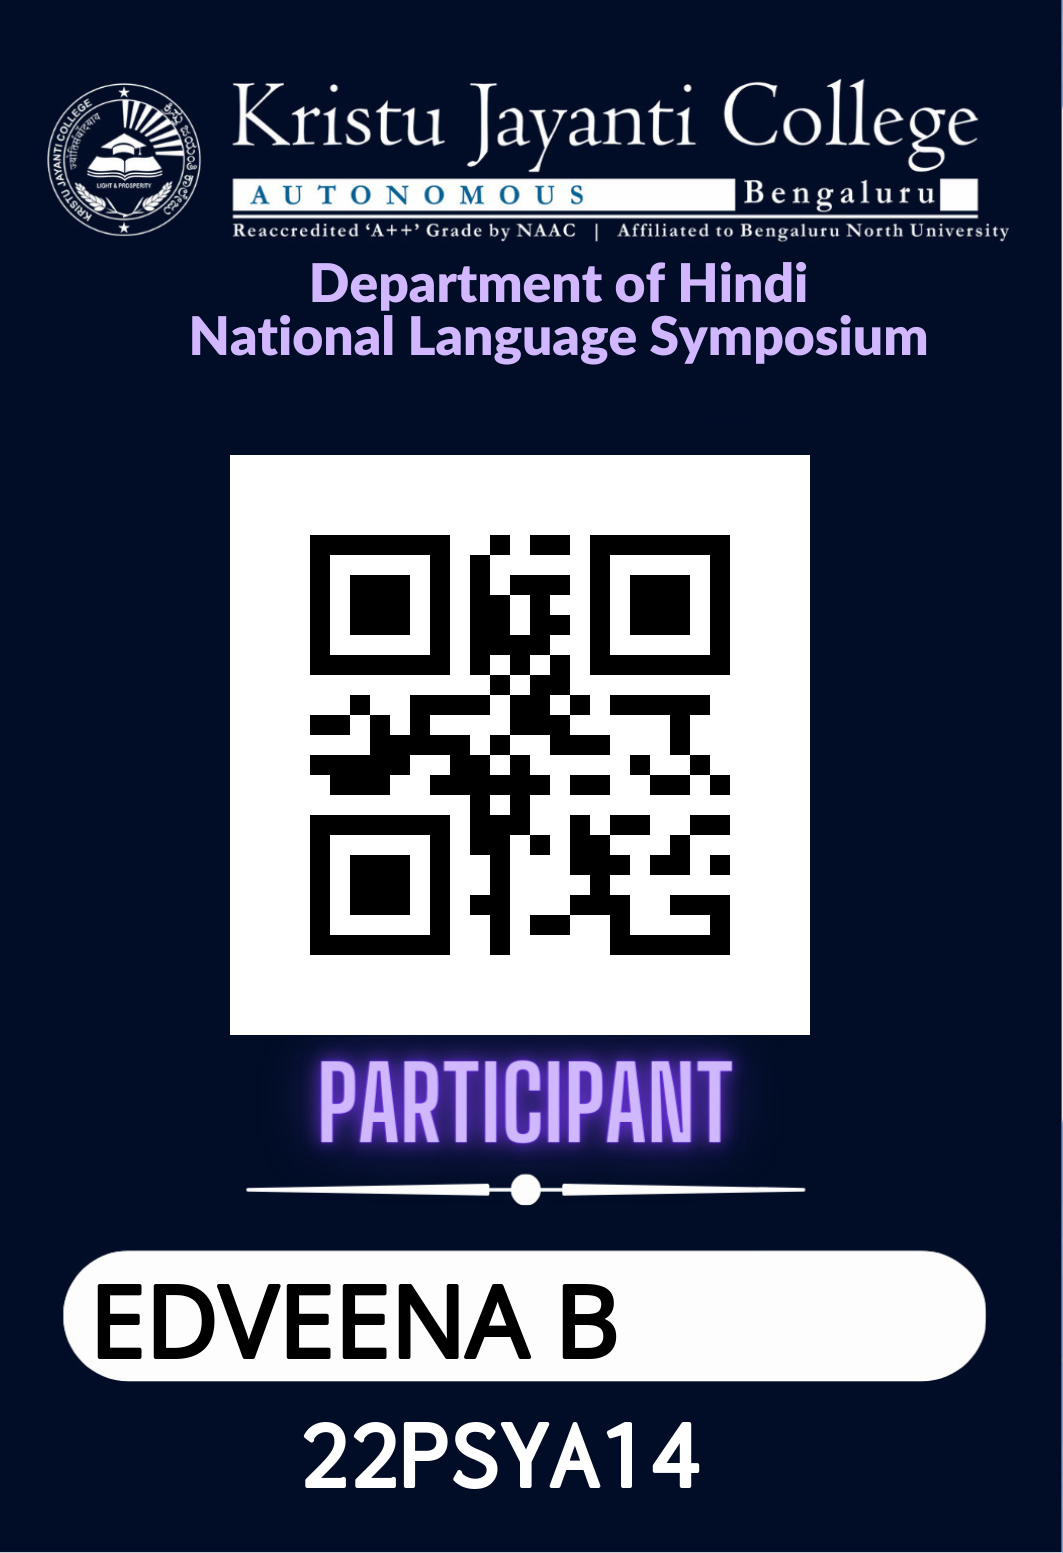 KRISTU JAYANTI COLLEGE
LIGHT & PROSPERITY
Kristu Jayanti College
AUTONOMOUS Bengaluru
Reaccredited ‘A++’ Grade by NAAC | Affiliated to Bengaluru North University
Department of Hindi
National Language Symposium
PARTICIPANT
EDVEENA B
22PSYA14